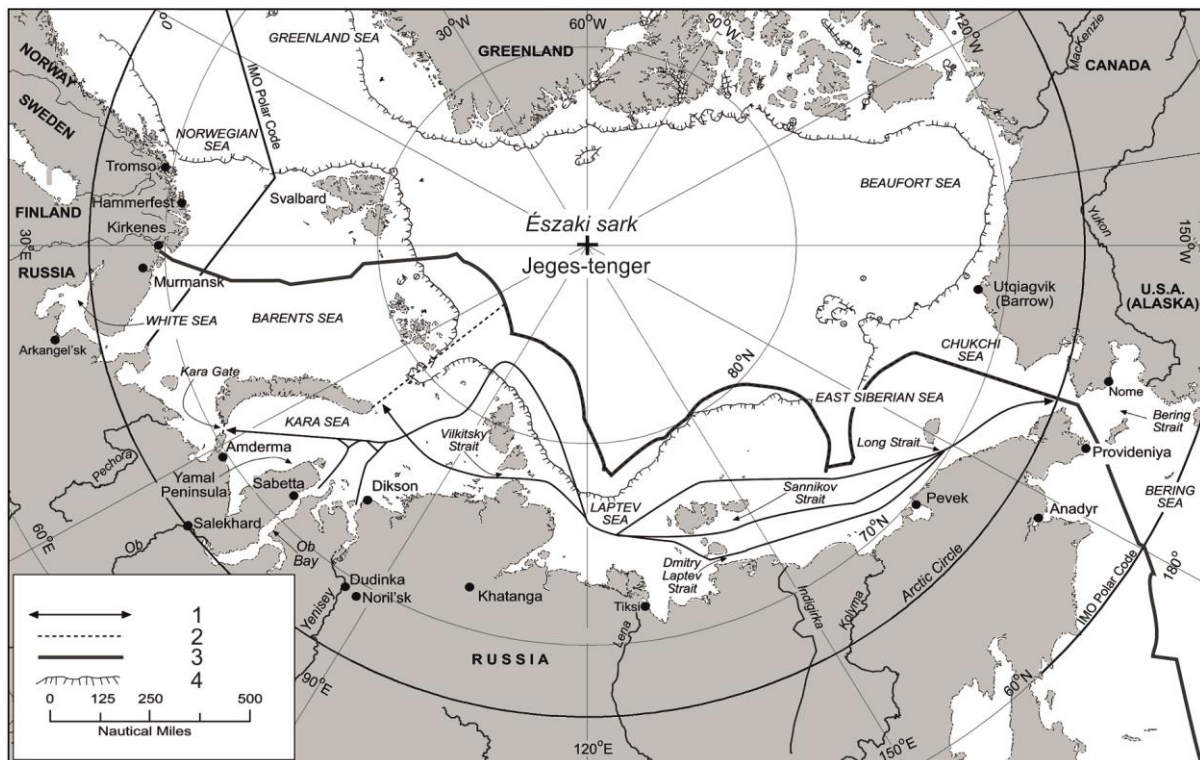 0°
30°W
60°W
90°W
120°W
GREENLAND SEA
GREENLAND
MacKenzie
CANADA
NORWAY
SWEDEN
IMO Polar Code
NORWEGIAN
SEA
Tromso
Svalbard
BEAUFORT SEA
Yukon
Hammerfest
FINLAND
Kirkenes
30°E
Északi sark
Jeges-tenger
150°W
RUSSIA
Murmansk
U.S.A.
(ALASKA)
Utqiagvik
(Barrow)
WHITE SEA
BARENTS SEA
Arkangel'sk
CHUKCHI
SEA
80°N
Kara Gate
EAST SIBERIAN SEA
Nome
Bering
Strait
KARA SEA
Vilkitsky
Strait
Long Strait
Amderma
Provideniya
Pechora
Yamal
Peninsula
Sabetta
Dikson
Sannikov
Strait
BERING
SEA
LAPTEV
SEA
Pevek
Anadyr
Salekhard
70°N
60°E
Ob
Ob
Bay
Dmitry
Laptev
Strait
Arctic Circle
180°
IMO Polar Code
Dudinka
Noril'sk
Khatanga
Tiksi
Indigirka
Kolyma
Yenisey
Lena
RUSSIA
60°N
90°E
120°E
150°E
1
2
3
4
0 125 250 500
Nautical Miles